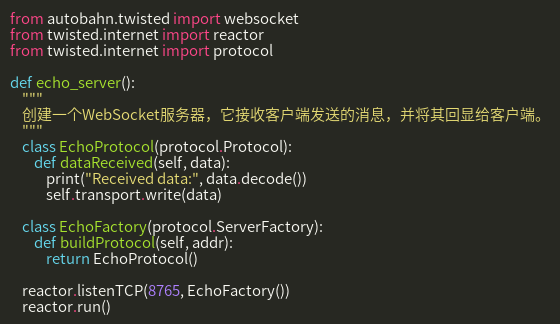 from autobahn.twisted import websocket
from twisted.internet import reactor
from twisted.internet import protocol
def echo_server():
"""
创建一个WebSocket服务器，它接收客户端发送的消息，并将其回显给客户端。
"""
class EchoProtocol(protocol.Protocol):
def dataReceived(self, data):
print("Received data:", data.decode())
self.transport.write(data)
class EchoFactory(protocol.ServerFactory):
def buildProtocol(self, addr):
return EchoProtocol()
reactor.listenTCP(8765, EchoFactory())
reactor.run()